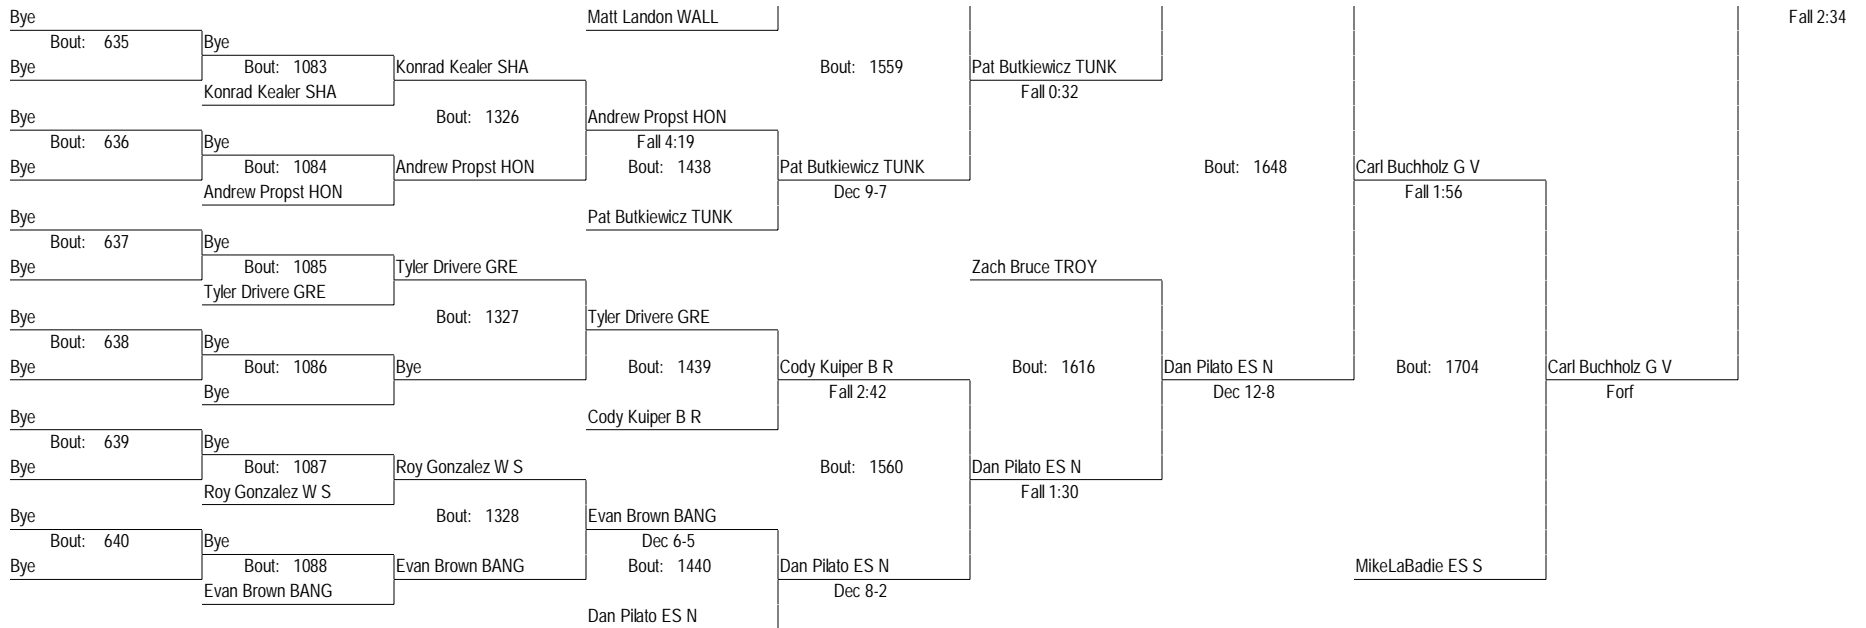 Bye Matt Landon WALL Fall 2:34
Bout: 635 Bye
Bye Bout: 1083 Konrad Kealer SHA Bout: 1559 Pat Butkiewicz TUNK
Konrad Kealer SHA Fall 0:32
Bye Bout: 1326 Andrew Propst HON
Bout: 636 Bye Fall 4:19
Bye Bout: 1084 Andrew Propst HON Bout: 1438 Pat Butkiewicz TUNK Bout: 1648 Carl Buchholz G V
Andrew Propst HON Dec 9-7 Fall 1:56
Bye Pat Butkiewicz TUNK
Bout: 637 Bye
Bye Bout: 1085 Tyler Drivere GRE Zach Bruce TROY
Tyler Drivere GRE
Bye Bout: 1327 Tyler Drivere GRE
Bout: 638 Bye
Bye Bout: 1086 Bye Bout: 1439 Cody Kuiper B R Bout: 1616 Dan Pilato ES N Bout: 1704 Carl Buchholz G V
Bye Fall 2:42 Dec 12-8 Forf
Bye Cody Kuiper B R
Bout: 639 Bye
Bye Bout: 1087 Roy Gonzalez W S Bout: 1560 Dan Pilato ES N
Roy Gonzalez W S Fall 1:30
Bye Bout: 1328 Evan Brown BANG
Bout: 640 Bye Dec 6-5
Bye Bout: 1088 Evan Brown BANG Bout: 1440 Dan Pilato ES N MikeLaBadie ES S
Evan Brown BANG Dec 8-2
Dan Pilato ES N